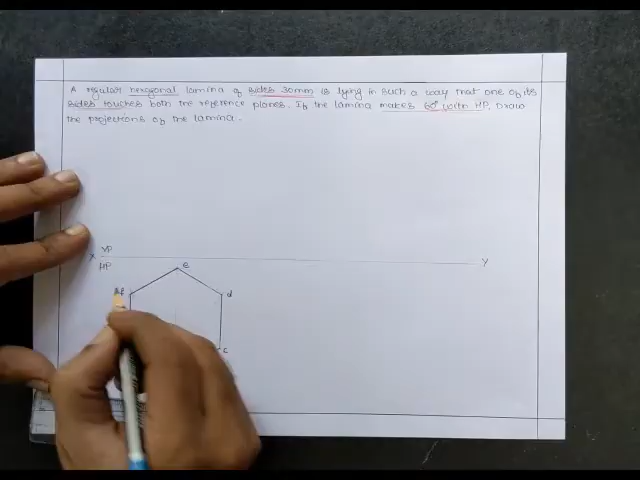 A regular hexagonal lamina of sides 30mm is lying in such a way that one of its
sides touches both the reference planes. If the lamina makes 60° with HP. Draw
the projections of the lamina.
VP
X Y
HP
e
d
c